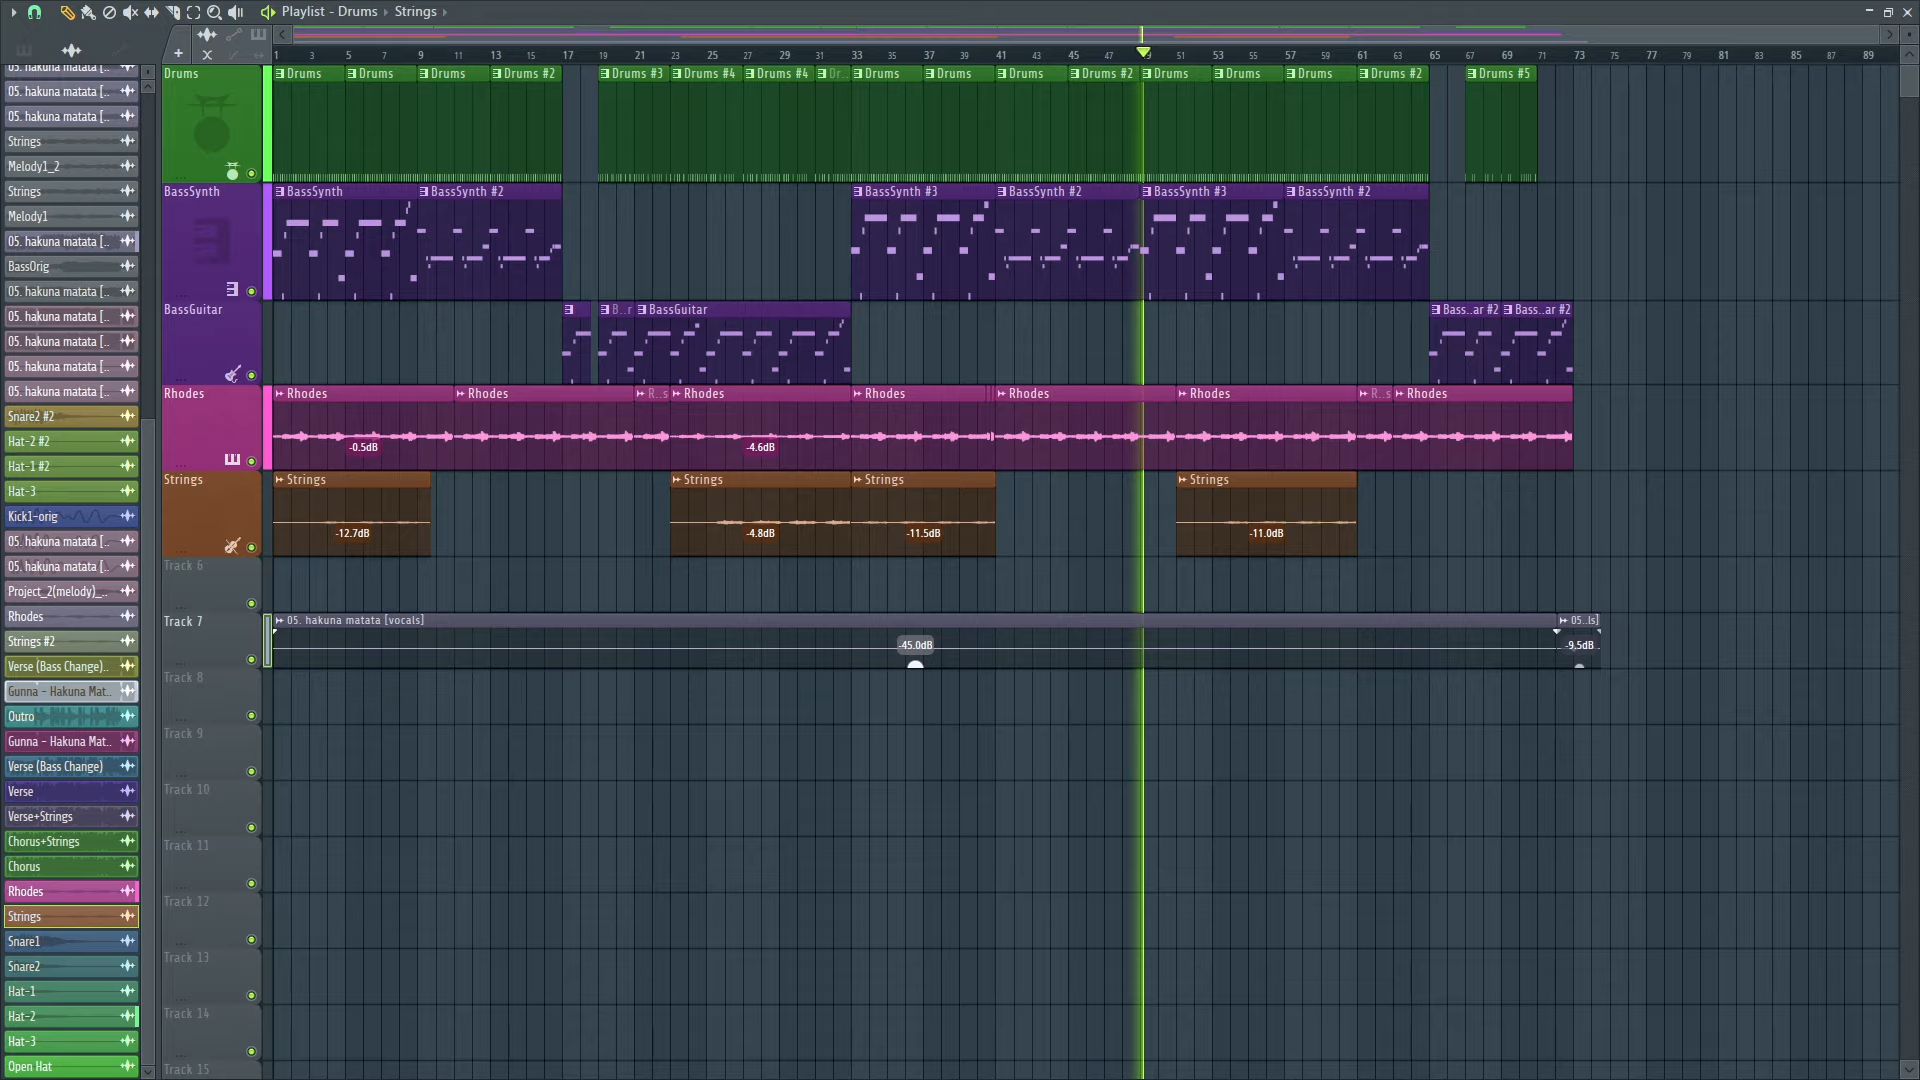 Playlist - Drums › Strings ›
1 3 5 7 9 11 13 15 17 19 21 23 25 27 29 31 33 35 37 39 41 43 45 47 51 53 55 57 59 61 63 65 67 69 71 73 75 77 79 81 83 85 87 89
05. hakuna matata [..
05. hakuna matata [..
05. hakuna matata [..
Strings
Melody1_2
Strings
Melody1
05. hakuna matata [..
BassOrig
05. hakuna matata [..
05. hakuna matata [..
05. hakuna matata [..
05. hakuna matata [..
05. hakuna matata [..
Snare2 #2
Hat-2 #2
Hat-1 #2
Hat-3
Kick1-orig
05. hakuna matata [..
05. hakuna matata [..
Project_2(melody)_..
Rhodes
Strings #2
Verse (Bass Change)..
Gunna - Hakuna Mat..
Outro
Gunna - Hakuna Mat..
Verse (Bass Change)
Verse
Verse+Strings
Chorus+Strings
Chorus
Rhodes
Strings
Snare1
Snare2
Hat-1
Hat-2
Hat-3
Open Hat
Drums Drums Drums Drums Drums #2 Drums #3 Drums #4 Drums #4 Dr.. Drums Drums Drums Drums #2 Drums Drums Drums Drums #2 Drums #5
BassSynth BassSynth BassSynth #2 BassSynth #3 BassSynth #2 BassSynth #3 BassSynth #2
BassGuitar B..r BassGuitar Bass..ar #2 Bass..ar #2
Rhodes Rhodes Rhodes R..s Rhodes Rhodes Rhodes Rhodes R..s Rhodes
-0.5dB -4.6dB
Strings Strings Strings Strings Strings
-12.7dB -4.8dB -11.5dB -11.0dB
Track 6
Track 7 05. hakuna matata [vocals] 05..ls]
-45.0dB -9.5dB
Track 8
Track 9
Track 10
Track 11
Track 12
Track 13
Track 14
Track 15